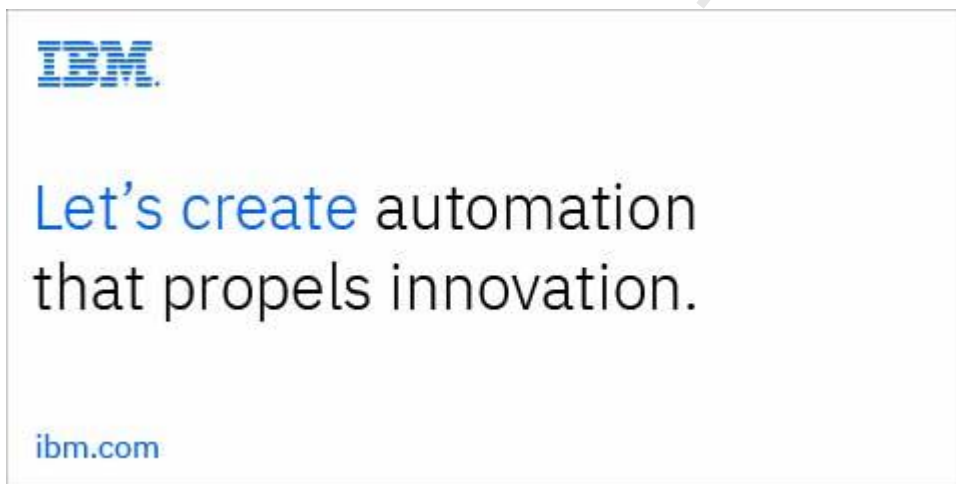 IBM.
Let’s create automation
that propels innovation.
ibm.com